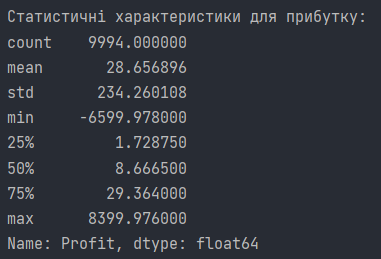 Статистичні характеристики для прибутку:
count    9994.000000
mean       28.656896
std       234.260108
min     -6599.978000
25%         1.728750
50%         8.666500
75%        29.364000
max      8399.976000
Name: Profit, dtype: float64